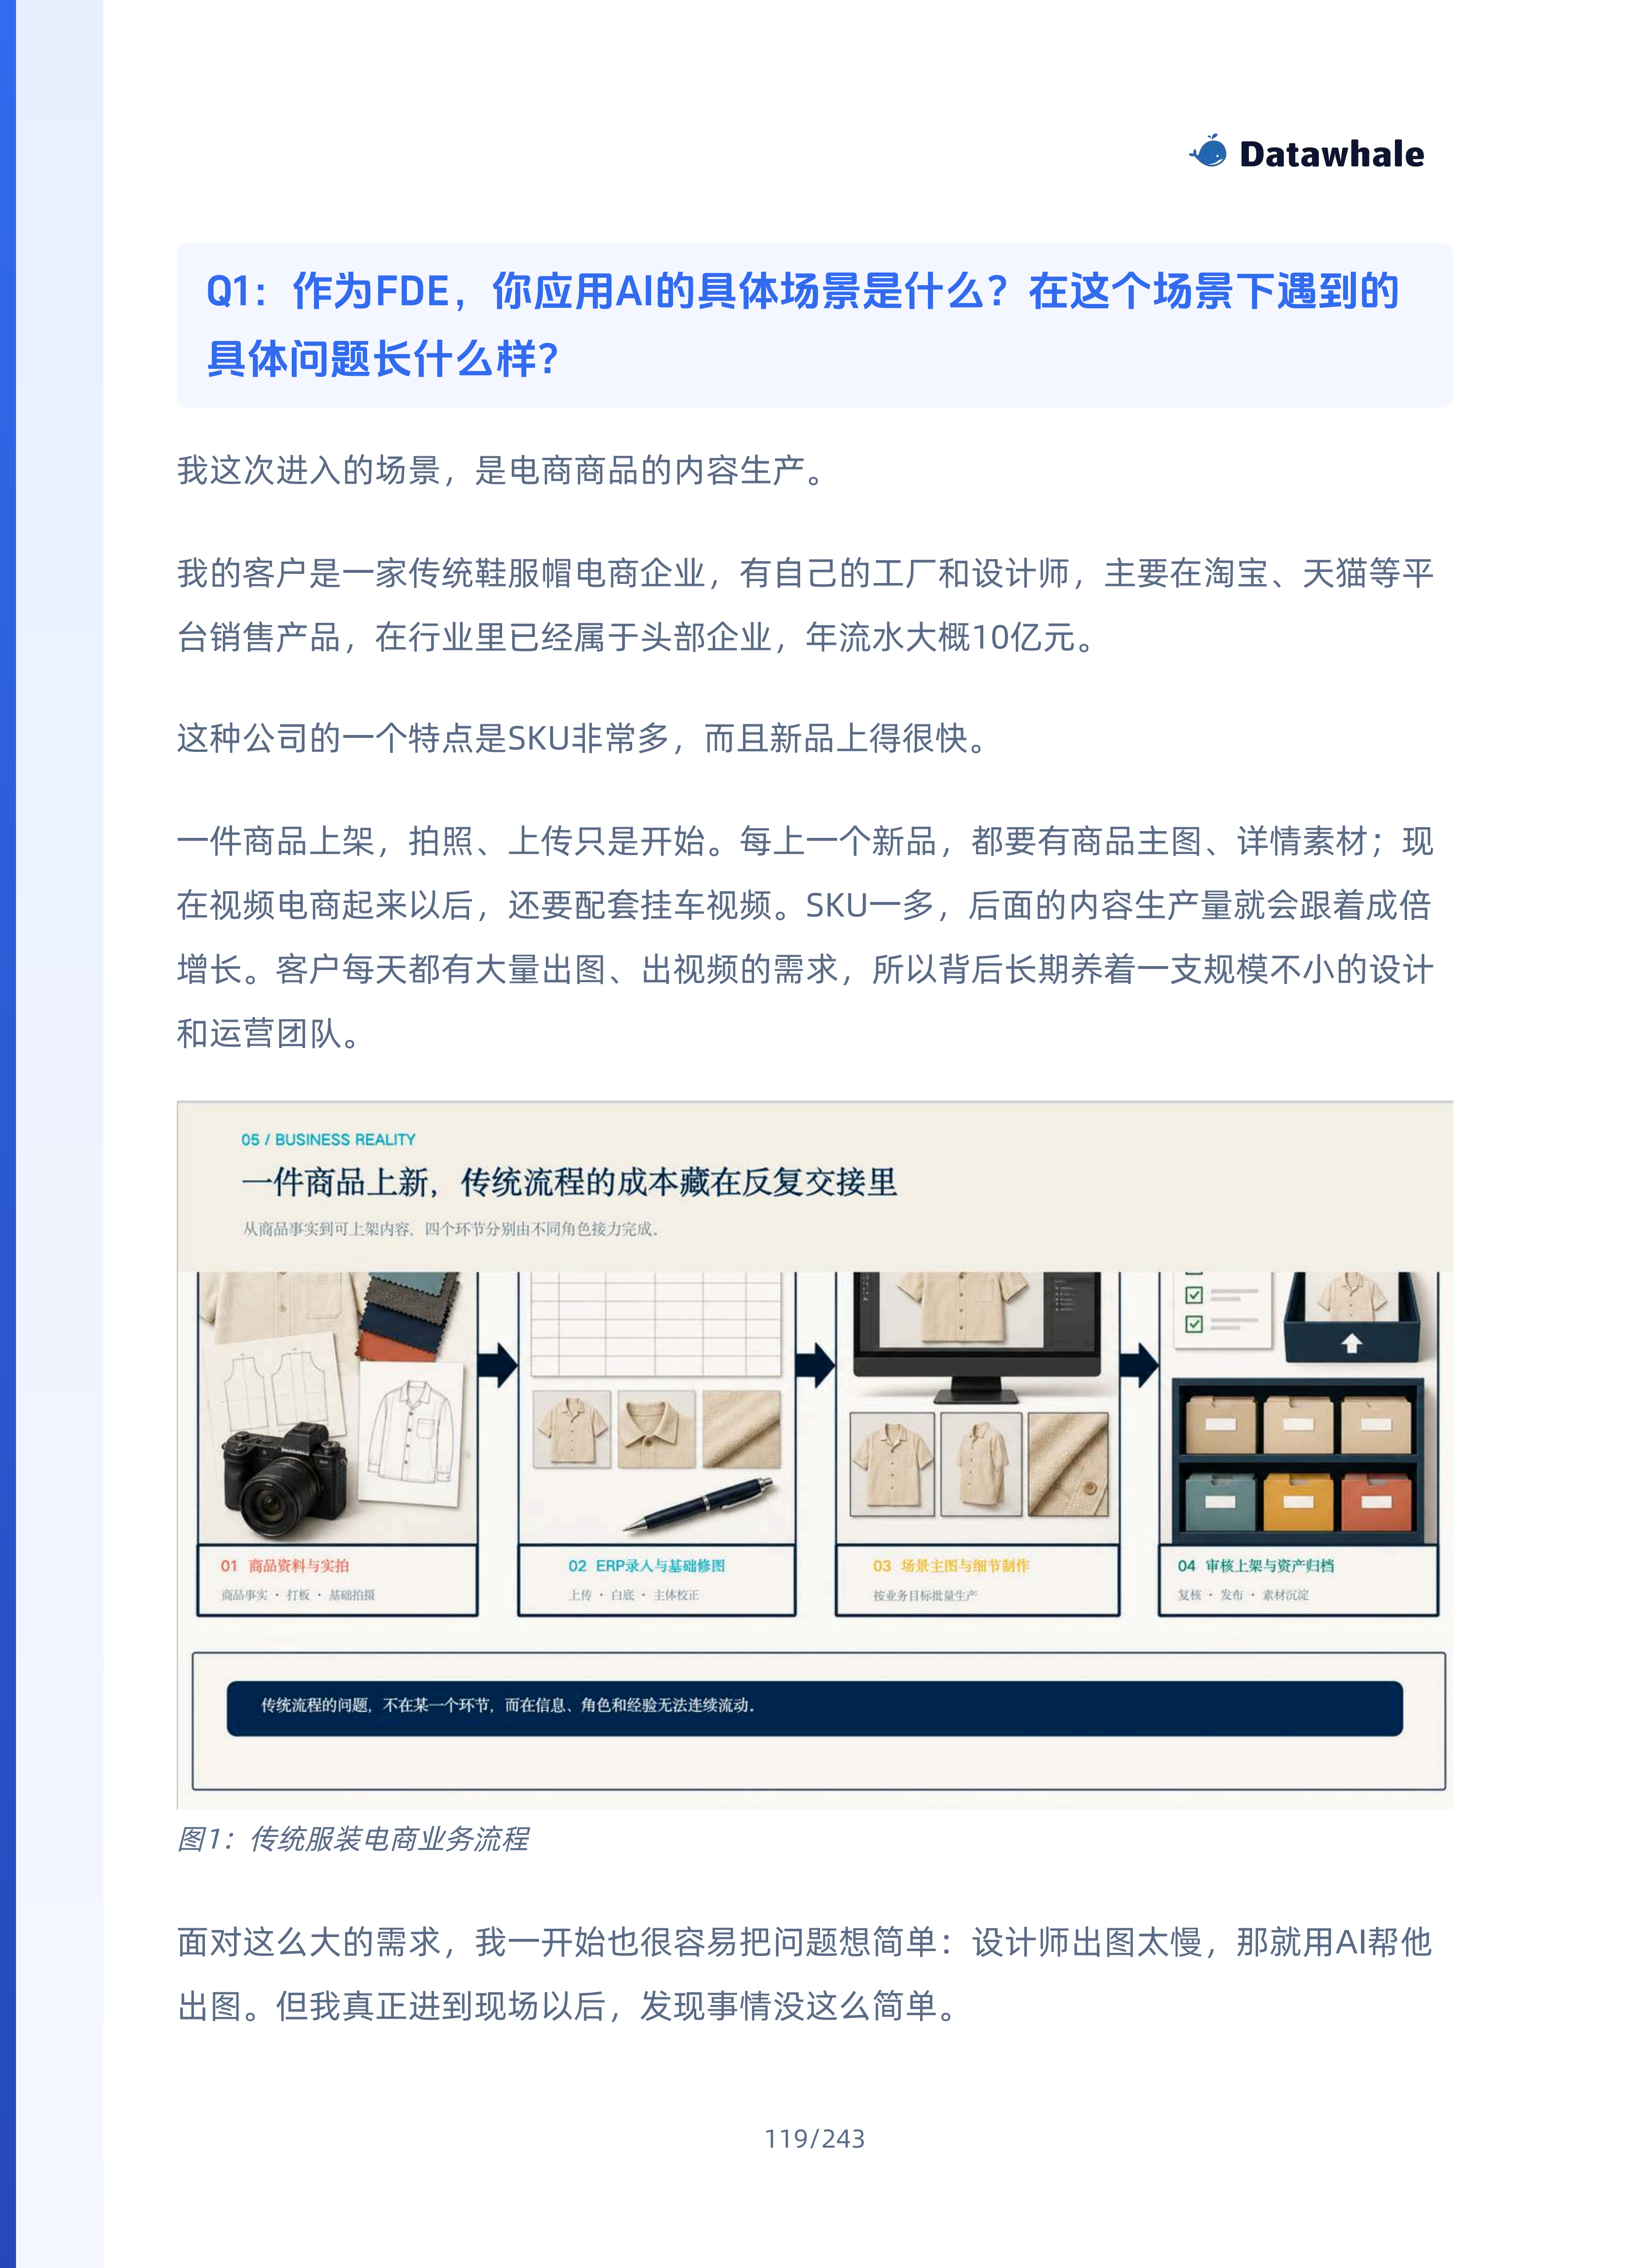 Datawhale
Q1：作为FDE，你应用AI的具体场景是什么？在这个场景下遇到的
具体问题长什么样？
我这次进入的场景，是电商商品的内容生产。
我的客户是一家传统鞋服帽电商企业，有自己的工厂和设计师，主要在淘宝、天猫等平
台销售产品，在行业里已经属于头部企业，年流水大概10亿元。
这种公司的一个特点是SKU非常多，而且新品上得很快。
一件商品上架，拍照、上传只是开始。每上一个新品，都要有商品主图、详情素材；现
在视频电商起来以后，还要配套挂车视频。SKU一多，后面的内容生产量就会跟着成倍
增长。客户每天都有大量出图、出视频的需求，所以背后长期养着一支规模不小的设计
和运营团队。
05 / BUSINESS REALITY
一件商品上新，传统流程的成本藏在反复交接里
从商品事实到可上架内容，四个环节分别由不同角色接力完成。
01 商品资料与实拍
商品事实 · 打板 · 基础拍摄
02 ERP录入与基础修图
上传 · 白底 · 主体校正
03 场景主图与细节制作
按业务目标批量生产
04 审核上架与资产归档
复核 · 发布 · 素材沉淀
传统流程的问题，不在某一个环节，而在信息、角色和经验无法连续流动。
图1：传统服装电商业务流程
面对这么大的需求，我一开始也很容易把问题想简单：设计师出图太慢，那就用AI帮他
出图。但我真正进到现场以后，发现事情没这么简单。
119/243